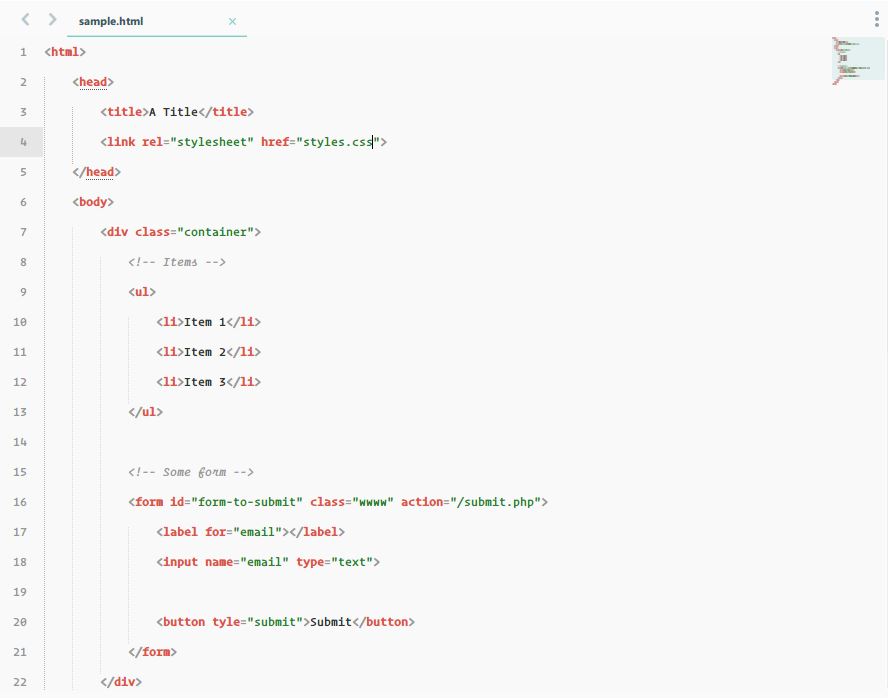 sample.html ×
1 <html>
2 <head>
3 <title>A Title</title>
4 <link rel="stylesheet" href="styles.css">
5 </head>
6 <body>
7 <div class="container">
8 <!-- Items -->
9 <ul>
10 <li>Item 1</li>
11 <li>Item 2</li>
12 <li>Item 3</li>
13 </ul>
14
15 <!-- Some form -->
16 <form id="form-to-submit" class="wwww" action="/submit.php">
17 <label for="email"></label>
18 <input name="email" type="text">
19
20 <button tyle="submit">Submit</button>
21 </form>
22 </div>